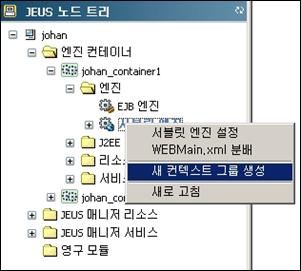 JEUS 노드 트리
johan
엔진 컨테이너
johan_container1
엔진
EJB 엔진
서블릿 엔진 설정
WEBMain,xml 분배
J2EE
새 컨텍스트 그룹 생성
리소
서비스
새로 고침
johan_co
JEUS 매니저 리소스
JEUS 매니저 서비스
영구 모듈